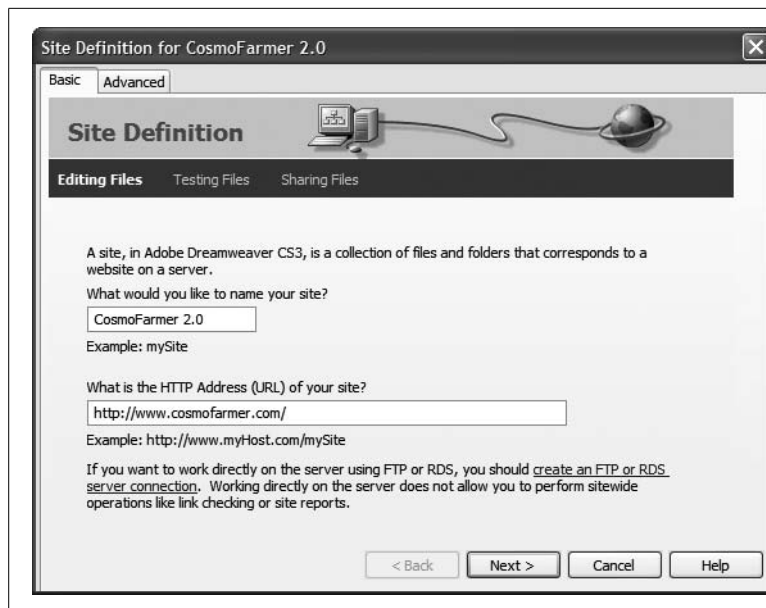 Site Definition for CosmoFarmer 2.0
Basic Advanced
Site Definition
Editing Files Testing Files Sharing Files
A site, in Adobe Dreamweaver CS3, is a collection of files and folders that corresponds to a
website on a server.
What would you like to name your site?
CosmoFarmer 2.0
Example: mySite
What is the HTTP Address (URL) of your site?
http://www.cosmofarmer.com/
Example: http://www.myHost.com/mySite
If you want to work directly on the server using FTP or RDS, you should create an FTP or RDS
server connection. Working directly on the server does not allow you to perform sitewide
operations like link checking or site reports.
< Back Next > Cancel Help